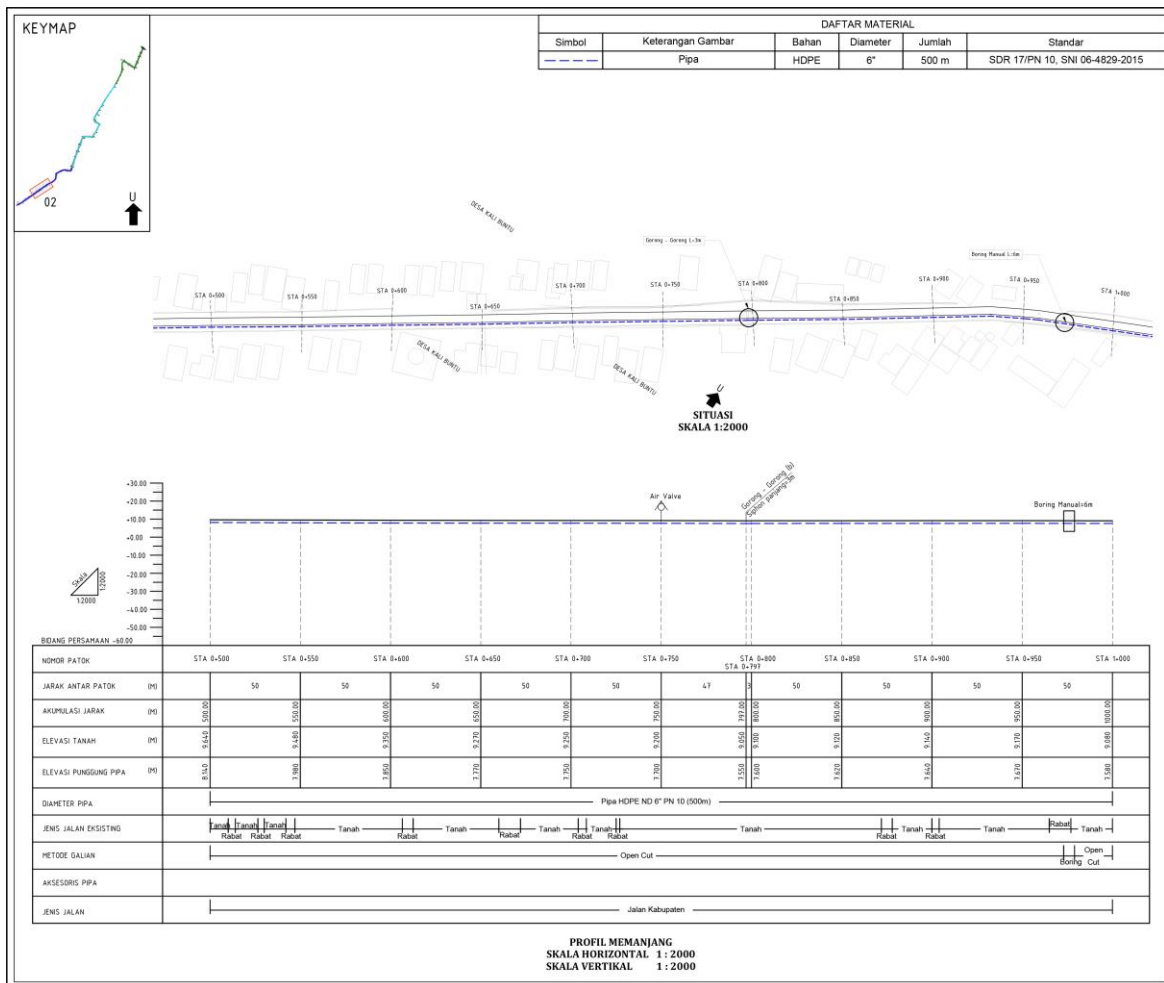 KEYMAP
02
U
DAFTAR MATERIAL
Simbol Keterangan Gambar Bahan Diameter Jumlah Standar
Pipa HDPE 6" 500 m SDR 17/PN 10, SNI 06-4829-2015
DESA KALI BUNTU
Gorong - Goreng L=3m
Boring Manual L=6m
STA 0+500 STA 0+550 STA 0+600 STA 0+650 STA 0+700 STA 0+750 STA 0+800 STA 0+850 STA 0+900 STA 0+950 STA 1+000
DESA KALI BUNTU
DESA KALI BUNTU
U
SITUASI
SKALA 1:2000
+30.00
+20.00
+10.00
+0.00
-10.00
-20.00
-30.00
-40.00
-50.00
BIDANG PERSAMAAN -60.00
Skala
1:2000
1:2000
Air Valve
Gorong - Gorong (b)
Siphon panjang=3m
Boring Manual=6m
NOMOR PATOK STA 0+500 STA 0+550 STA 0+600 STA 0+650 STA 0+700 STA 0+750 STA 0+797 STA 0+800 STA 0+850 STA 0+900 STA 0+950 STA 1+000
JARAK ANTAR PATOK (M) 50 50 50 50 50 47 3 50 50 50 50
AKUMULASI JARAK (M) 500.00 550.00 600.00 650.00 700.00 750.00 797.00 800.00 850.00 900.00 950.00 1000.00
ELEVASI TANAH (M) 9.640 9.480 9.350 9.270 9.250 9.200 9.050 9.100 9.120 9.140 9.170 9.080
ELEVASI PUNGGUNG PIPA (M) 8.140 7.980 7.850 7.770 7.750 7.700 7.550 7.600 7.620 7.640 7.670 7.580
DIAMETER PIPA Pipa HDPE ND 6" PN 10 (500m)
JENIS JALAN EKSISTING Tanah Rabat Tanah Rabat Tanah Rabat Tanah Rabat Tanah Rabat Tanah Rabat Tanah Rabat Tanah Rabat Tanah Rabat Tanah Rabat Tanah
METODE GALIAN Open Cut Boring Open Cut
AKSESORIS PIPA
JENIS JALAN Jalan Kabupaten
PROFIL MEMANJANG
SKALA HORIZONTAL 1 : 2000
SKALA VERTIKAL 1 : 2000